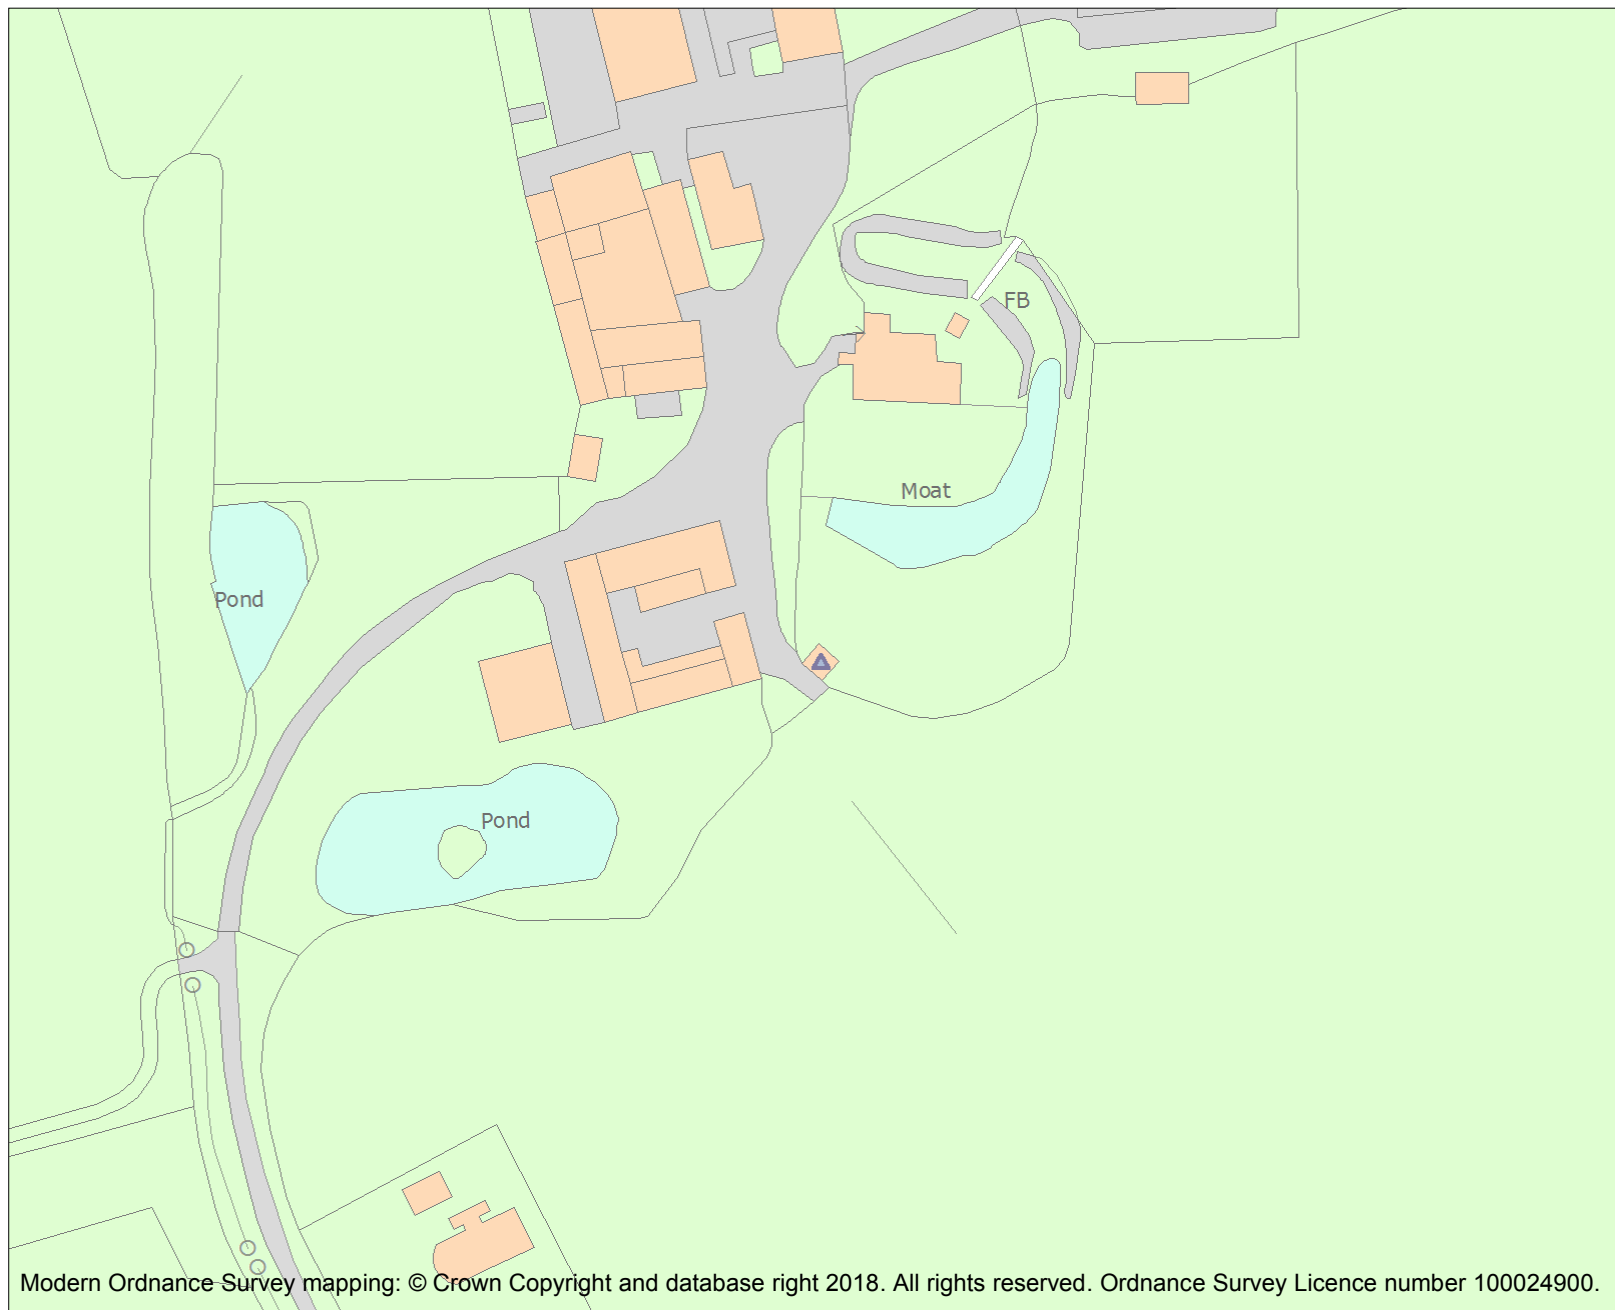 FB
Moat
Pond
Pond
Modern Ordnance Survey mapping: © Crown Copyright and database right 2018. All rights reserved. Ordnance Survey Licence number 100024900.